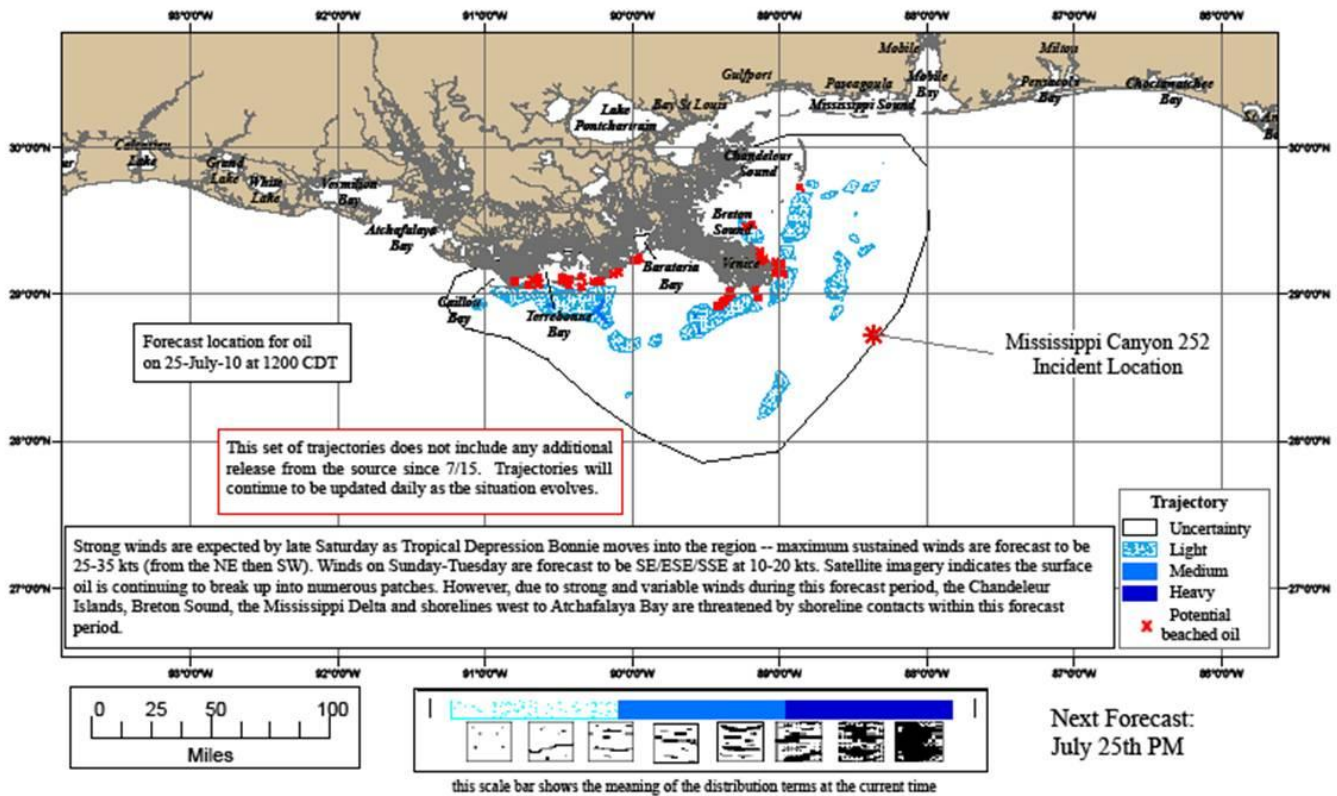 93°0'0"W 92°0'0"W 91°0'0"W 90°0'0"W 89°0'0"W 88°0'0"W 87°0'0"W 86°0'0"W
Mobile
Milton
Gulfport
Pascagoula
Mobile
Bay
Pensacola
Bay
Choctawhatchee
Bay
Lake
Pontchartrain
Bay St Louis
Mississippi Sound
St. An
30°0'0"N
30°0'0"N
Calcasieu
Lake
Grand
Lake
White
Lake
Vermilion
Bay
Chandeleur
Sound
Atchafalaya
Bay
Breton
Sound
Venice
Barataria
Bay
29°0'0"N
29°0'0"N
Caillou
Bay
Terrebonne
Bay
Forecast location for oil
on 25-July-10 at 1200 CDT
Mississippi Canyon 252
Incident Location
28°0'0"N
28°0'0"N
This set of trajectories does not include any additional
release from the source since 7/15. Trajectories will
continue to be updated daily as the situation evolves.
Strong winds are expected by late Saturday as Tropical Depression Bonnie moves into the region -- maximum sustained winds are forecast to be
25-35 kts (from the NE then SW). Winds on Sunday-Tuesday are forecast to be SE/ESE/SSE at 10-20 kts. Satellite imagery indicates the surface
oil is continuing to break up into numerous patches. However, due to strong and variable winds during this forecast period, the Chandeleur
Islands, Breton Sound, the Mississippi Delta and shorelines west to Atchafalaya Bay are threatened by shoreline contacts within this forecast
period.
Trajectory
Uncertainty
Light
Medium
Heavy
Potential
beached oil
27°0'0"N
27°0'0"N
93°0'0"W 92°0'0"W 91°0'0"W 90°0'0"W 89°0'0"W 88°0'0"W 87°0'0"W 86°0'0"W
0 25 50 100
Miles
Next Forecast:
July 25th PM
this scale bar shows the meaning of the distribution terms at the current time